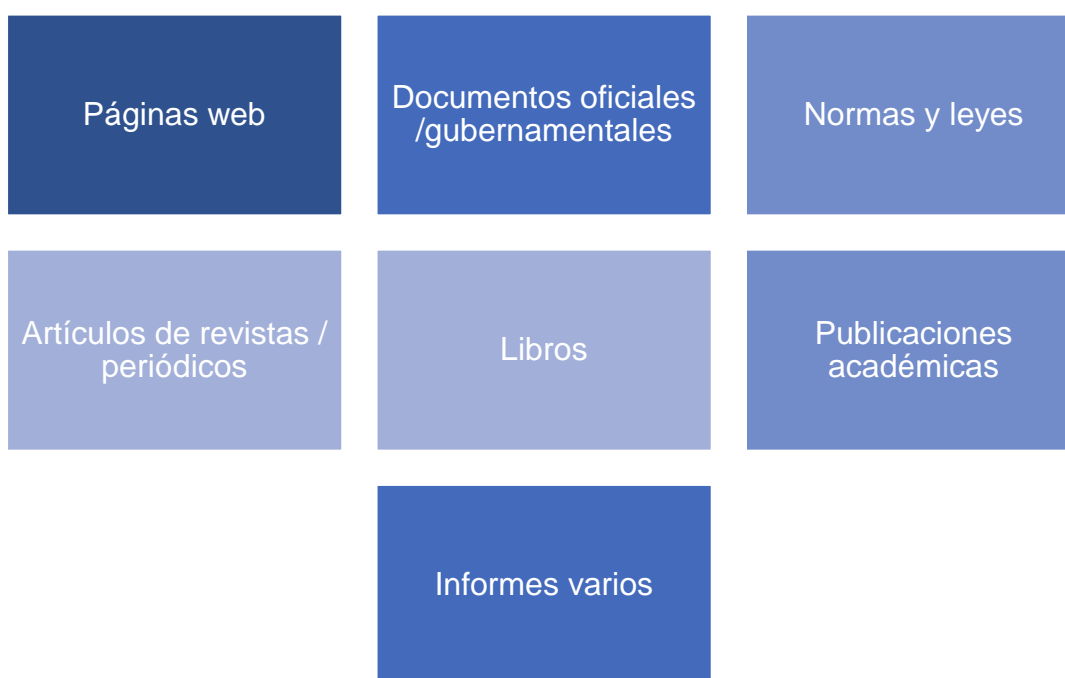 Páginas web
Documentos oficiales
/gubernamentales
Normas y leyes
Artículos de revistas /
periódicos
Libros
Publicaciones
académicas
Informes varios